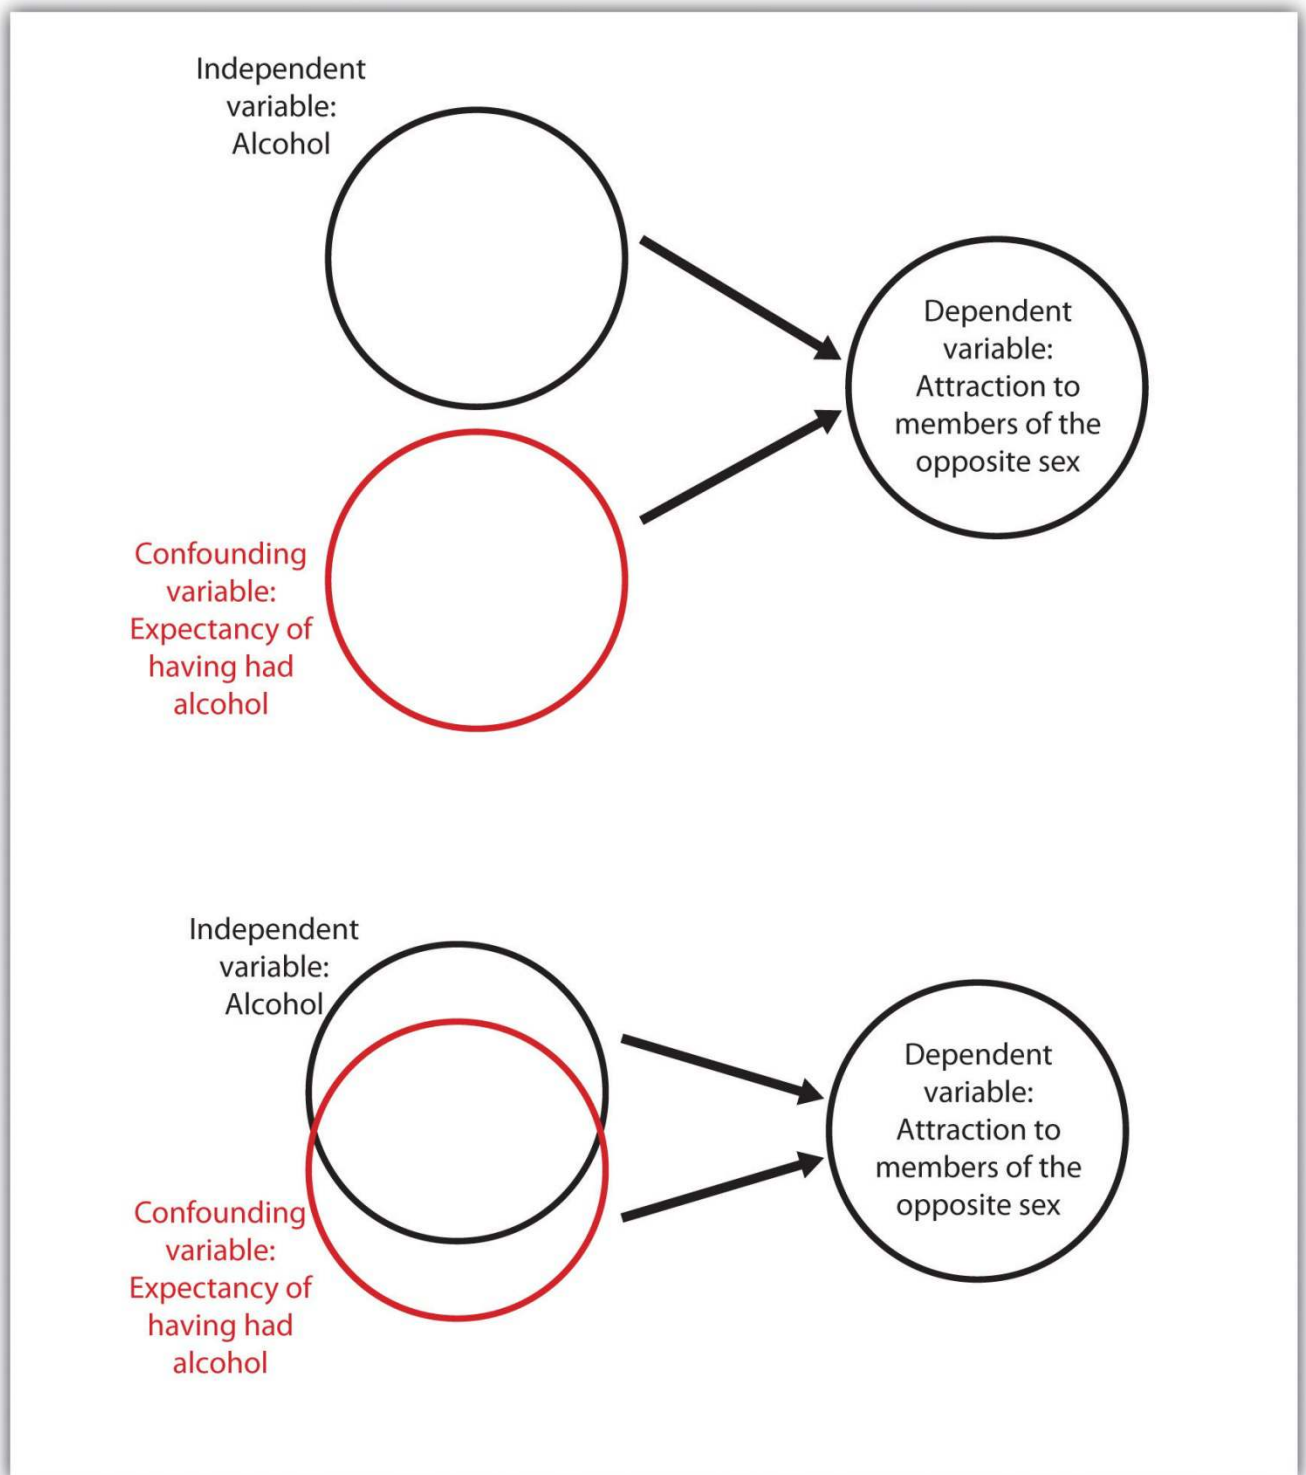 Independent
variable:
Alcohol
Dependent
variable:
Attraction to
members of the
opposite sex
Confounding
variable:
Expectancy of
having had
alcohol
Independent
variable:
Alcohol
Dependent
variable:
Attraction to
members of the
opposite sex
Confounding
variable:
Expectancy of
having had
alcohol